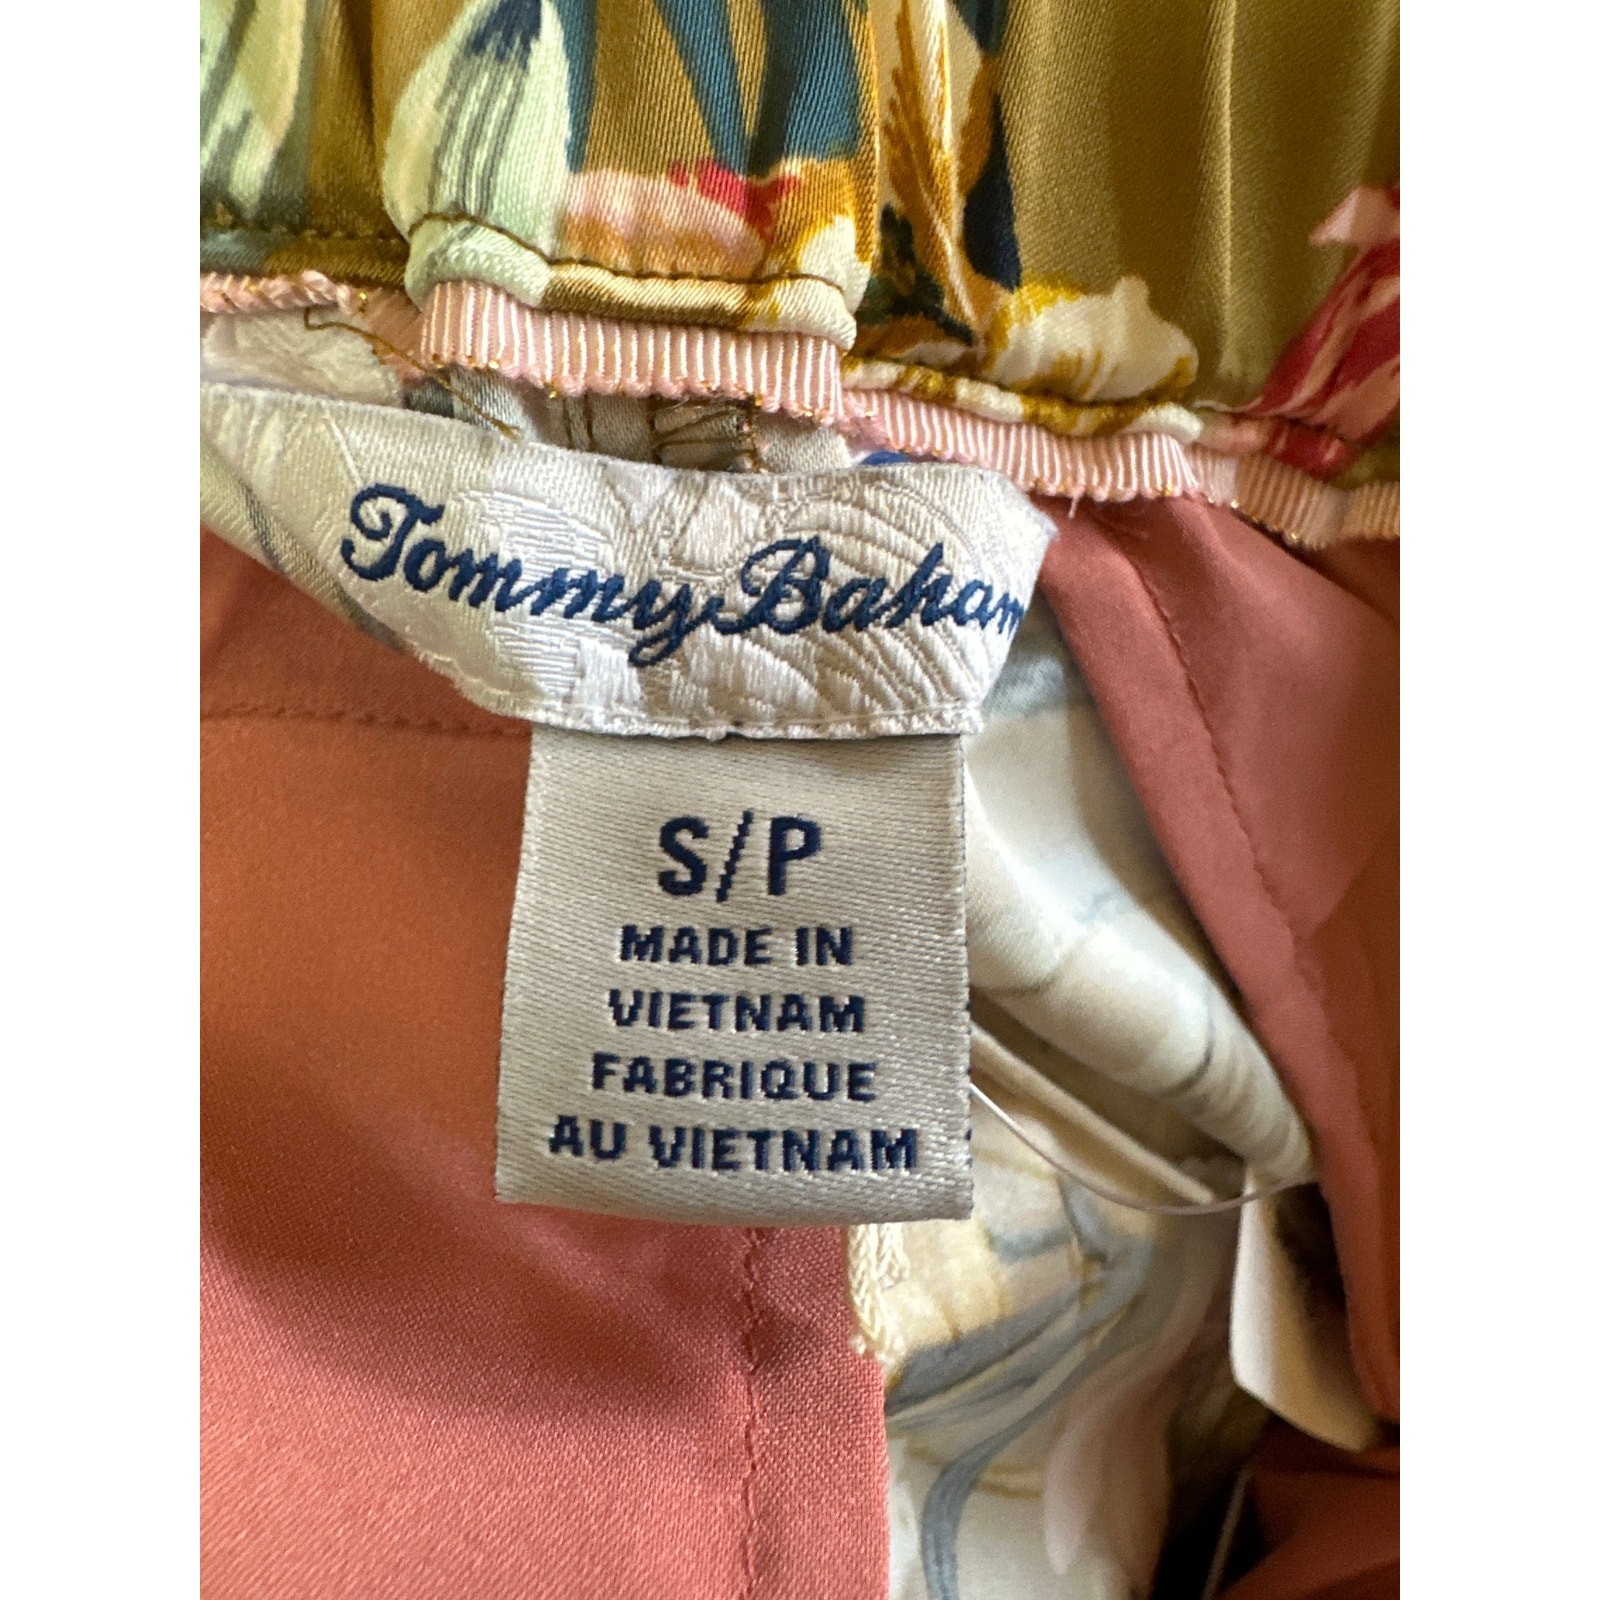 Tommy Baham
S/P
MADE IN
VIETNAM
FABRIQUE
AU VIETNAM